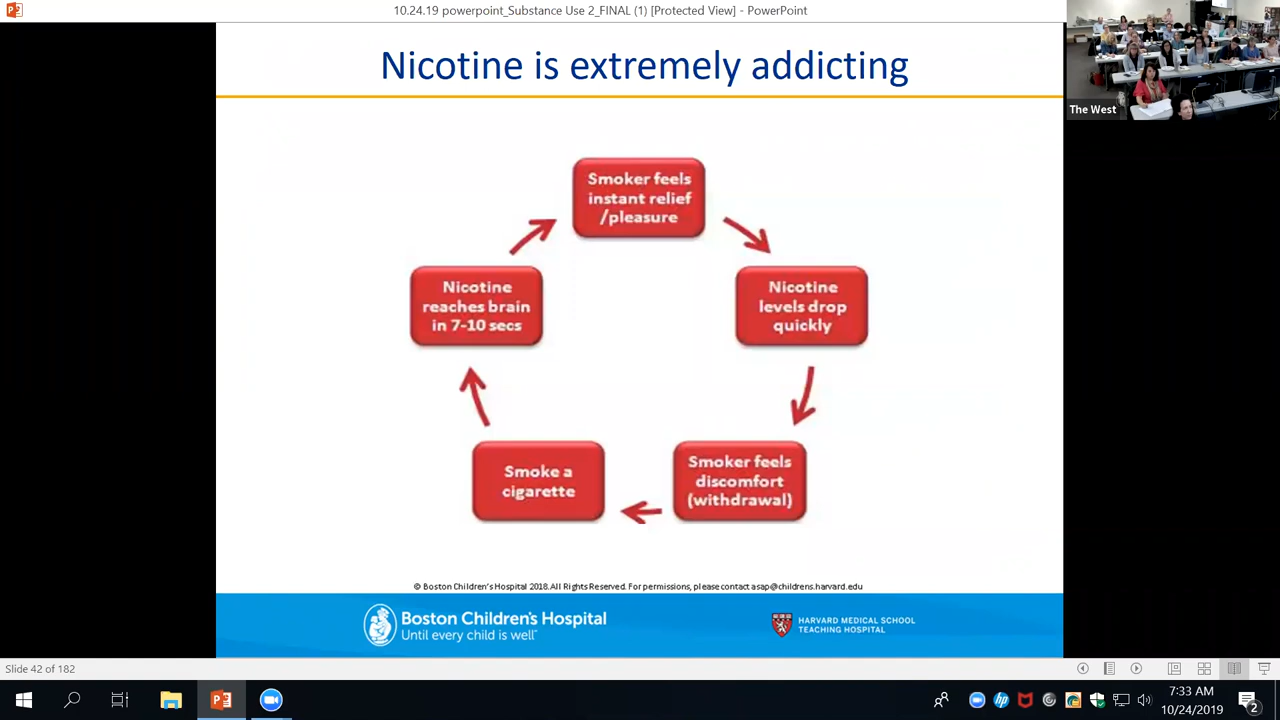 10.24.19 powerpoint_Substance Use 2_FINAL (1) [Protected View] - PowerPoint
Nicotine is extremely addicting
The West
Smoker feels
instant relief
/pleasure
Nicotine
reaches brain
in 7-10 secs
Nicotine
levels drop
quickly
Smoke a
cigarette
Smoker feels
discomfort
(withdrawal)
© Boston Children's Hospital 2018.All Rights Reserved. For permissions, please contact asap@childrens.harvard.edu
Boston Children's Hospital
Until every child is well™
HARVARD MEDICAL SCHOOL
TEACHING HOSPITAL
Slide 42 of 182
7:33 AM
10/24/2019
2